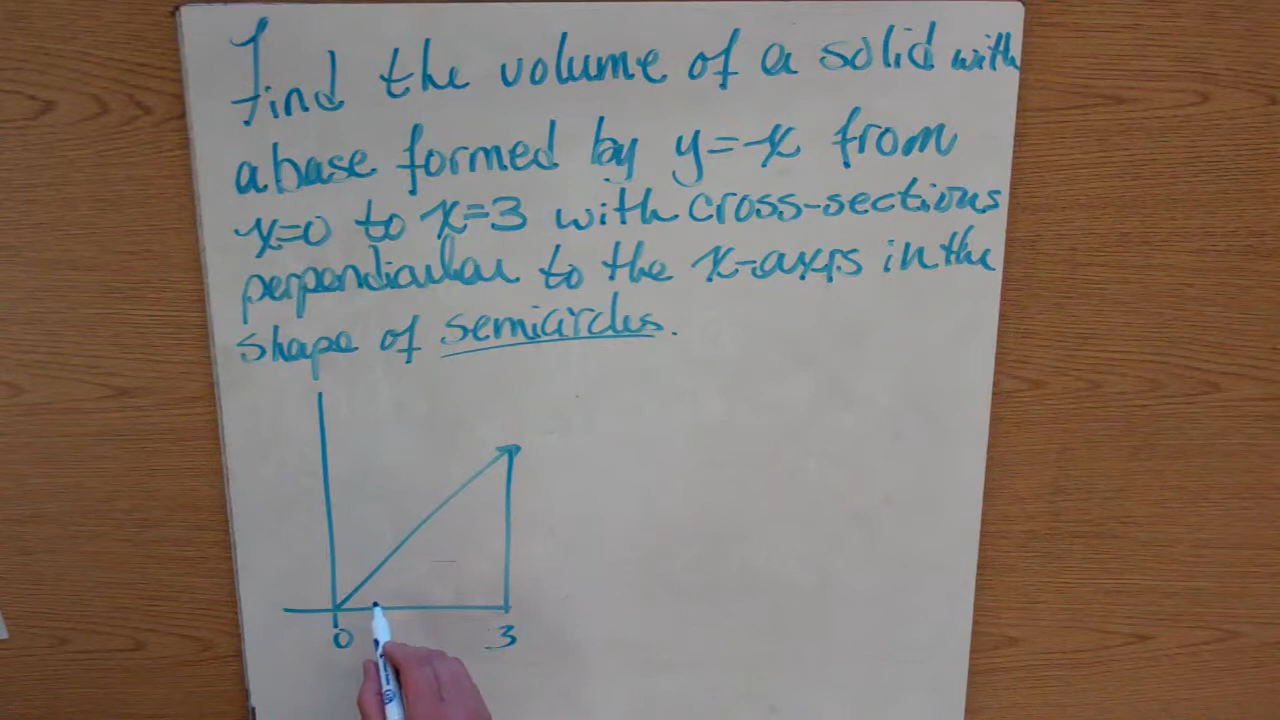 Find the volume of a solid with
a base formed by y=x from
x=0 to x=3 with cross-sections
perpendicular to the x-axis in the
shape of semicircles.
0 3